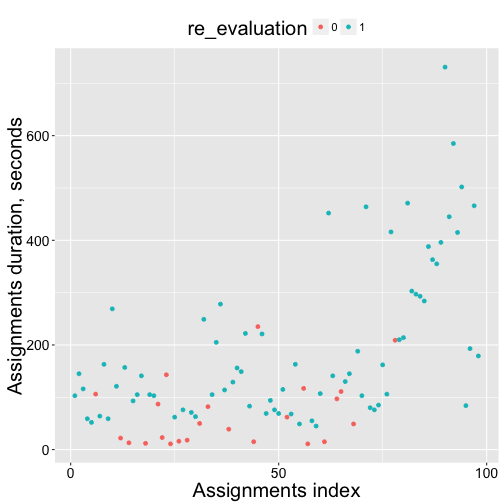 re_evaluation 0 1
Assignments duration, seconds
600
400
200
0
0 50 100
Assignments index